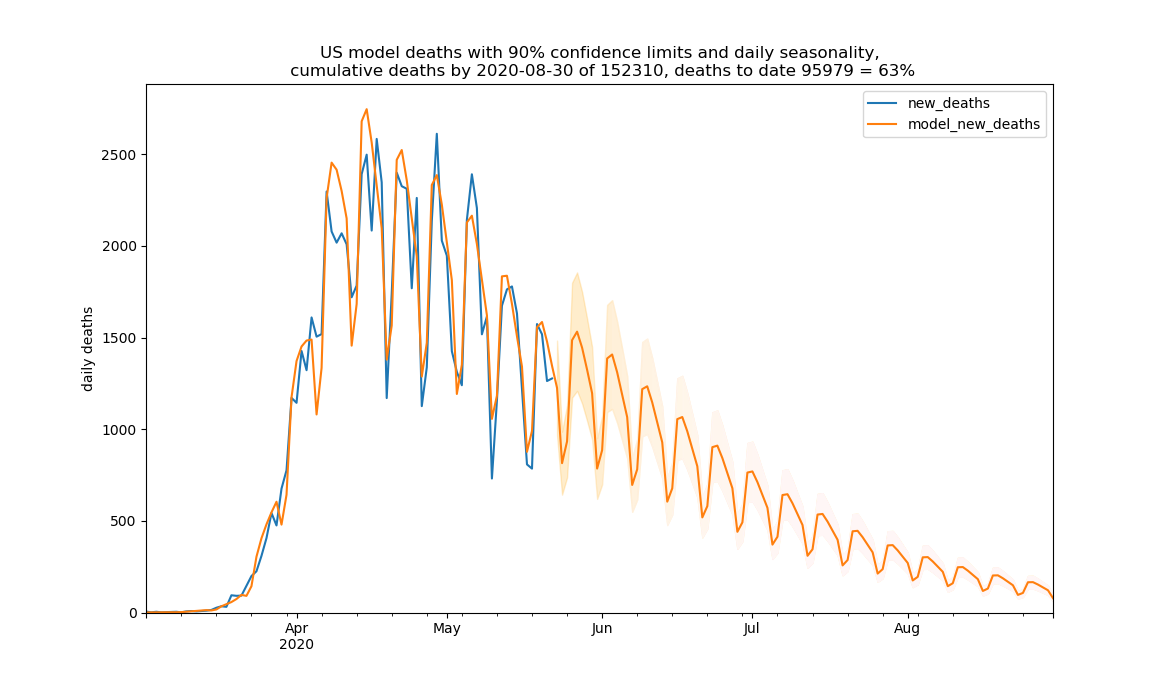 US model deaths with 90% confidence limits and daily seasonality,
cumulative deaths by 2020-08-30 of 152310, deaths to date 95979 = 63%
new_deaths
model_new_deaths
daily deaths
2500
2000
1500
1000
500
0
Apr
2020
May
Jun
Jul
Aug